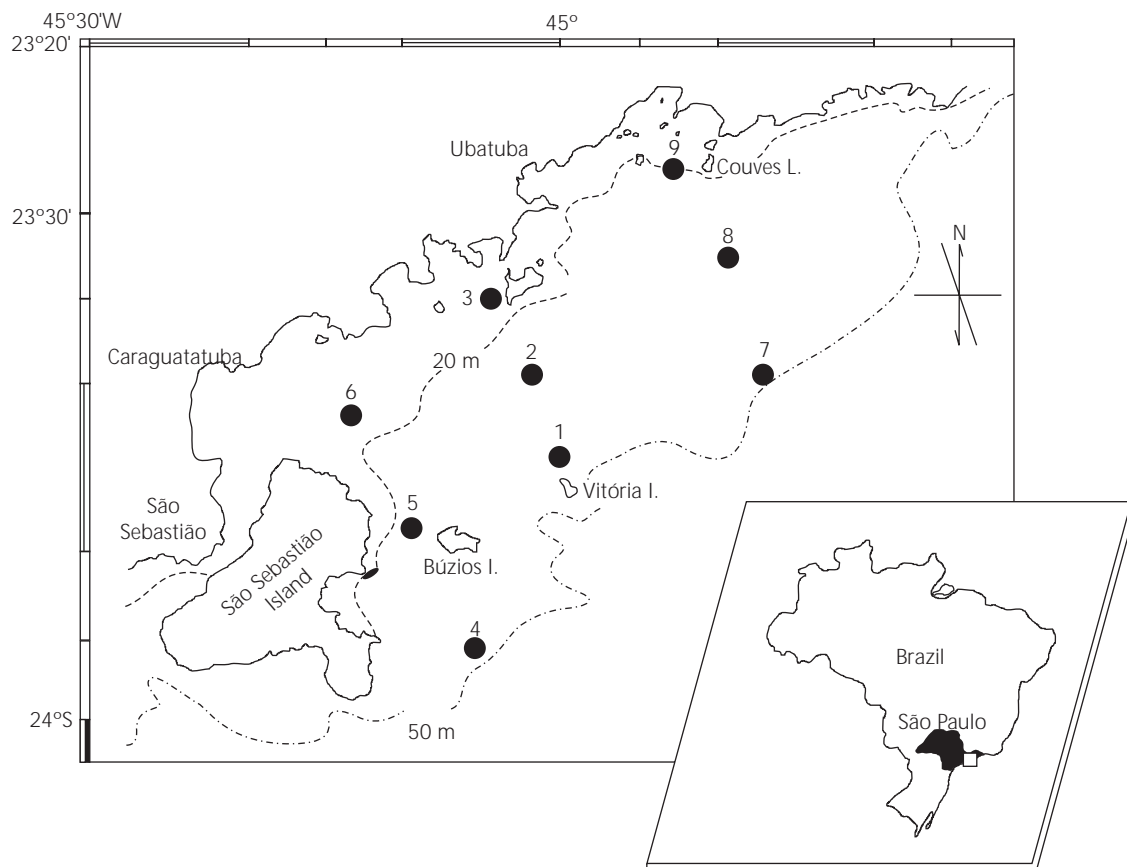 45°30'W
45°
23°20'
Ubatuba
9
Couves L.
23°30'
8
N
3
Caraguatatuba
20 m
2
7
6
1
Vitória I.
São
Sebastião
5
Búzios I.
São Sebastião
Island
4
24°S
50 m
Brazil
São Paulo